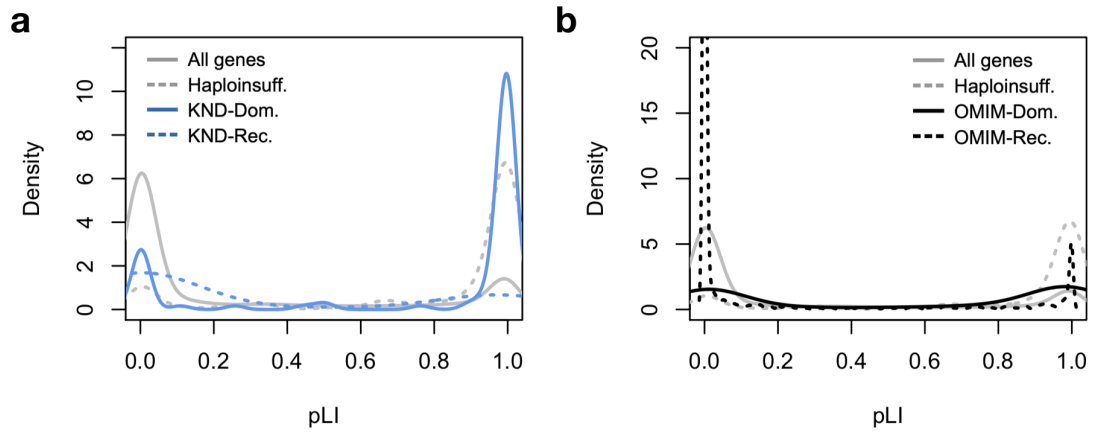 a
All genes
Haploinsuff.
KND-Dom.
KND-Rec.
Density
0
2
4
6
8
10
0.0 0.2 0.4 0.6 0.8 1.0
pLI
b
All genes
Haploinsuff.
OMIM-Dom.
OMIM-Rec.
Density
0
5
10
15
20
0.0 0.2 0.4 0.6 0.8 1.0
pLI